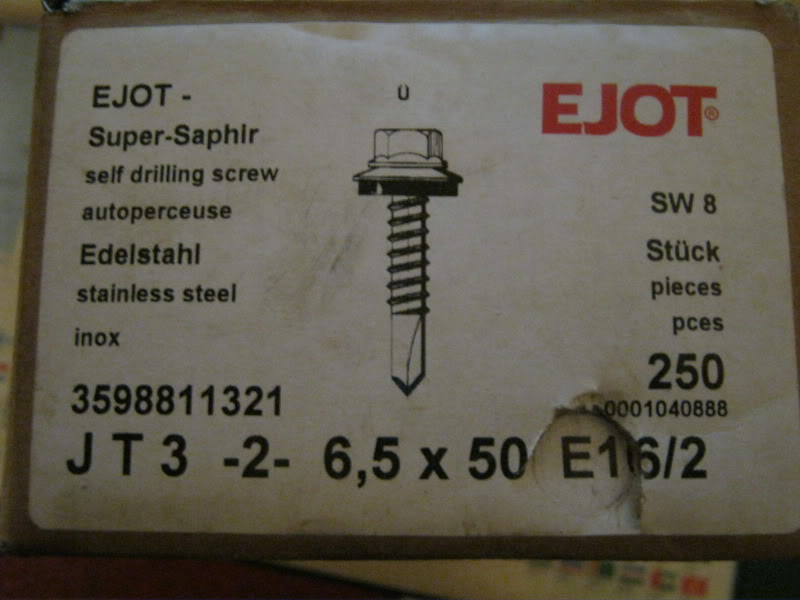 EJOT -
Super-Saphir
self drilling screw
autoperceuse
Edelstahl
stainless steel
inox
3598811321
Ü
EJOT®
SW 8
Stück
pieces
pces
250
0001040888
J T 3 -2- 6,5 x 50 E16/2